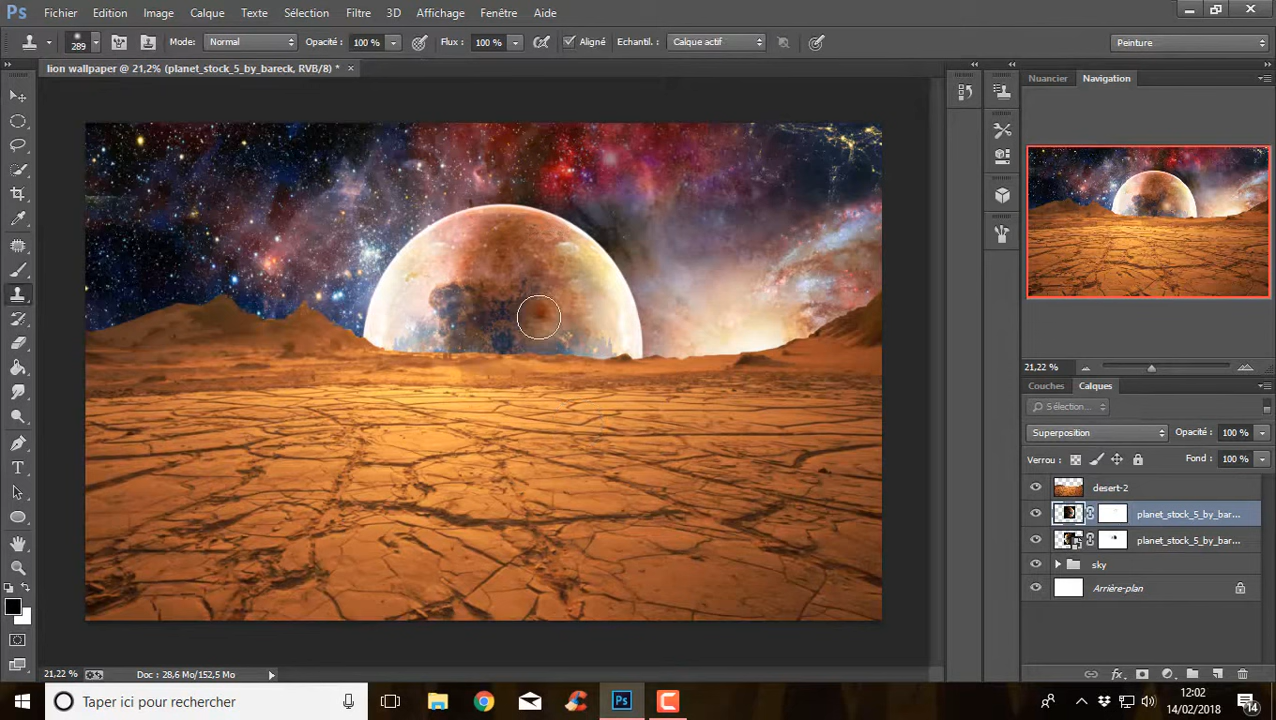 Ps Fichier Edition Image Calque Texte Sélection Filtre 3D Affichage Fenêtre Aide
289 Mode: Normal Opacité: 100 % Flux: 100 % Aligné Echantil. : Calque actif Peinture
lion wallpaper @ 21,2% (planet_stock_5_by_bareck, RVB/8) * ×
Nuancier Navigation
21,22 %
Couches Calques
Sélection...
Superposition Opacité: 100 %
Verrou : Fond : 100 %
desert-2
planet_stock_5_by_bar...
planet_stock_5_by_bar...
sky
Arrière-plan
21,22 % Doc : 28,6 Mo/152,5 Mo
Taper ici pour rechercher
Ps
12:02
14/02/2018
14